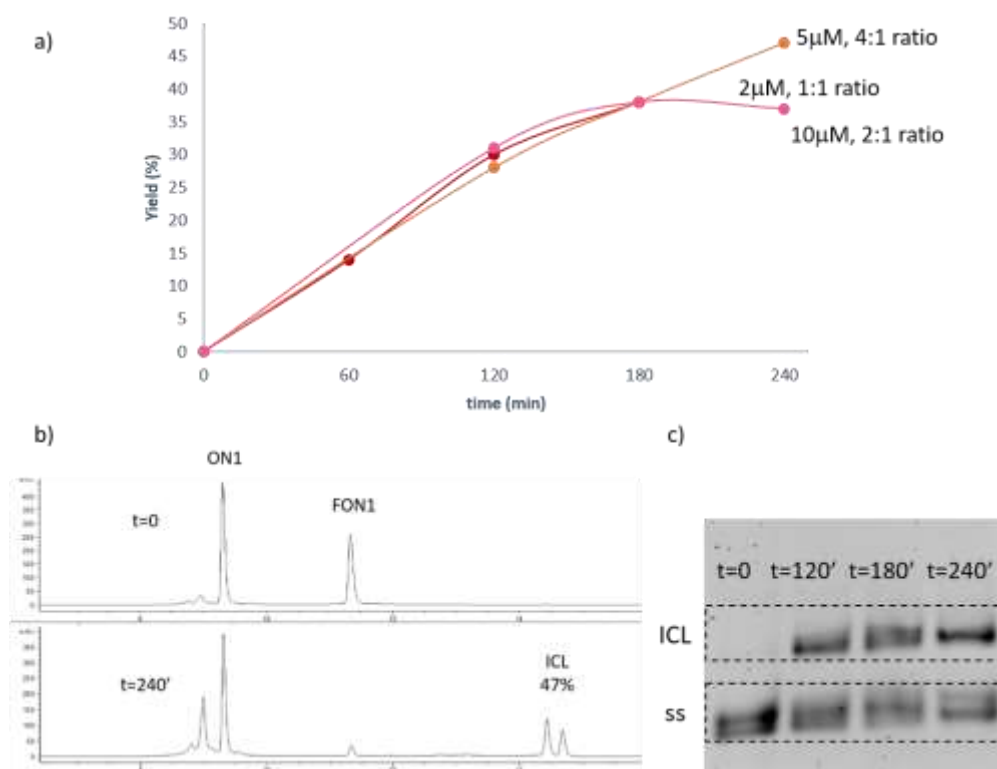 a)
50
45
40
35
30
25
20
15
10
5
0
Yield (%)
0 60 120 180 240
time (min)
5µM, 4:1 ratio
2µM, 1:1 ratio
10µM, 2:1 ratio
b)
ON1
t=0
FON1
t=240'
ICL
47%
c)
t=0 t=120' t=180' t=240'
ICL
ss